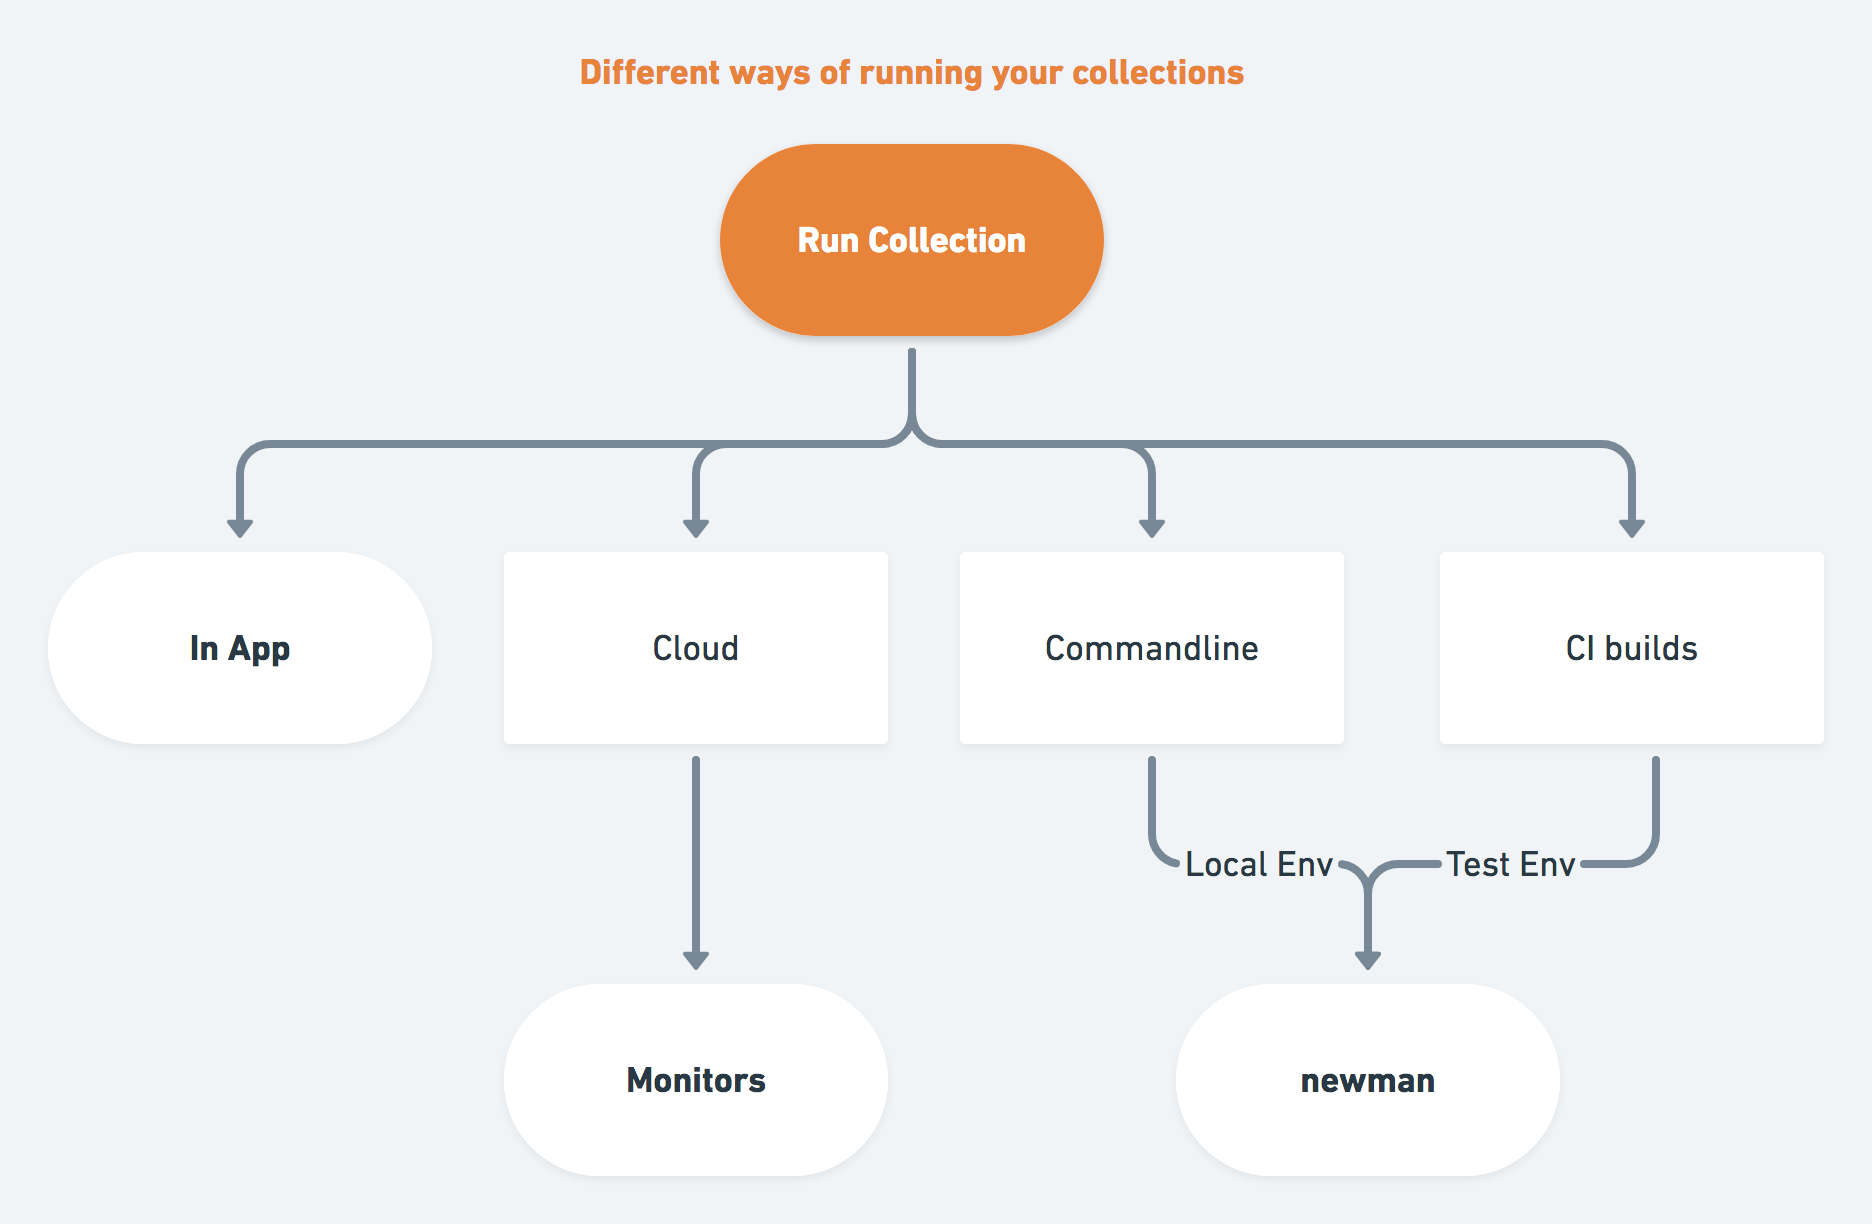 Different ways of running your collections
Run Collection
In App
Cloud
Commandline
CI builds
Local Env
Test Env
Monitors
newman